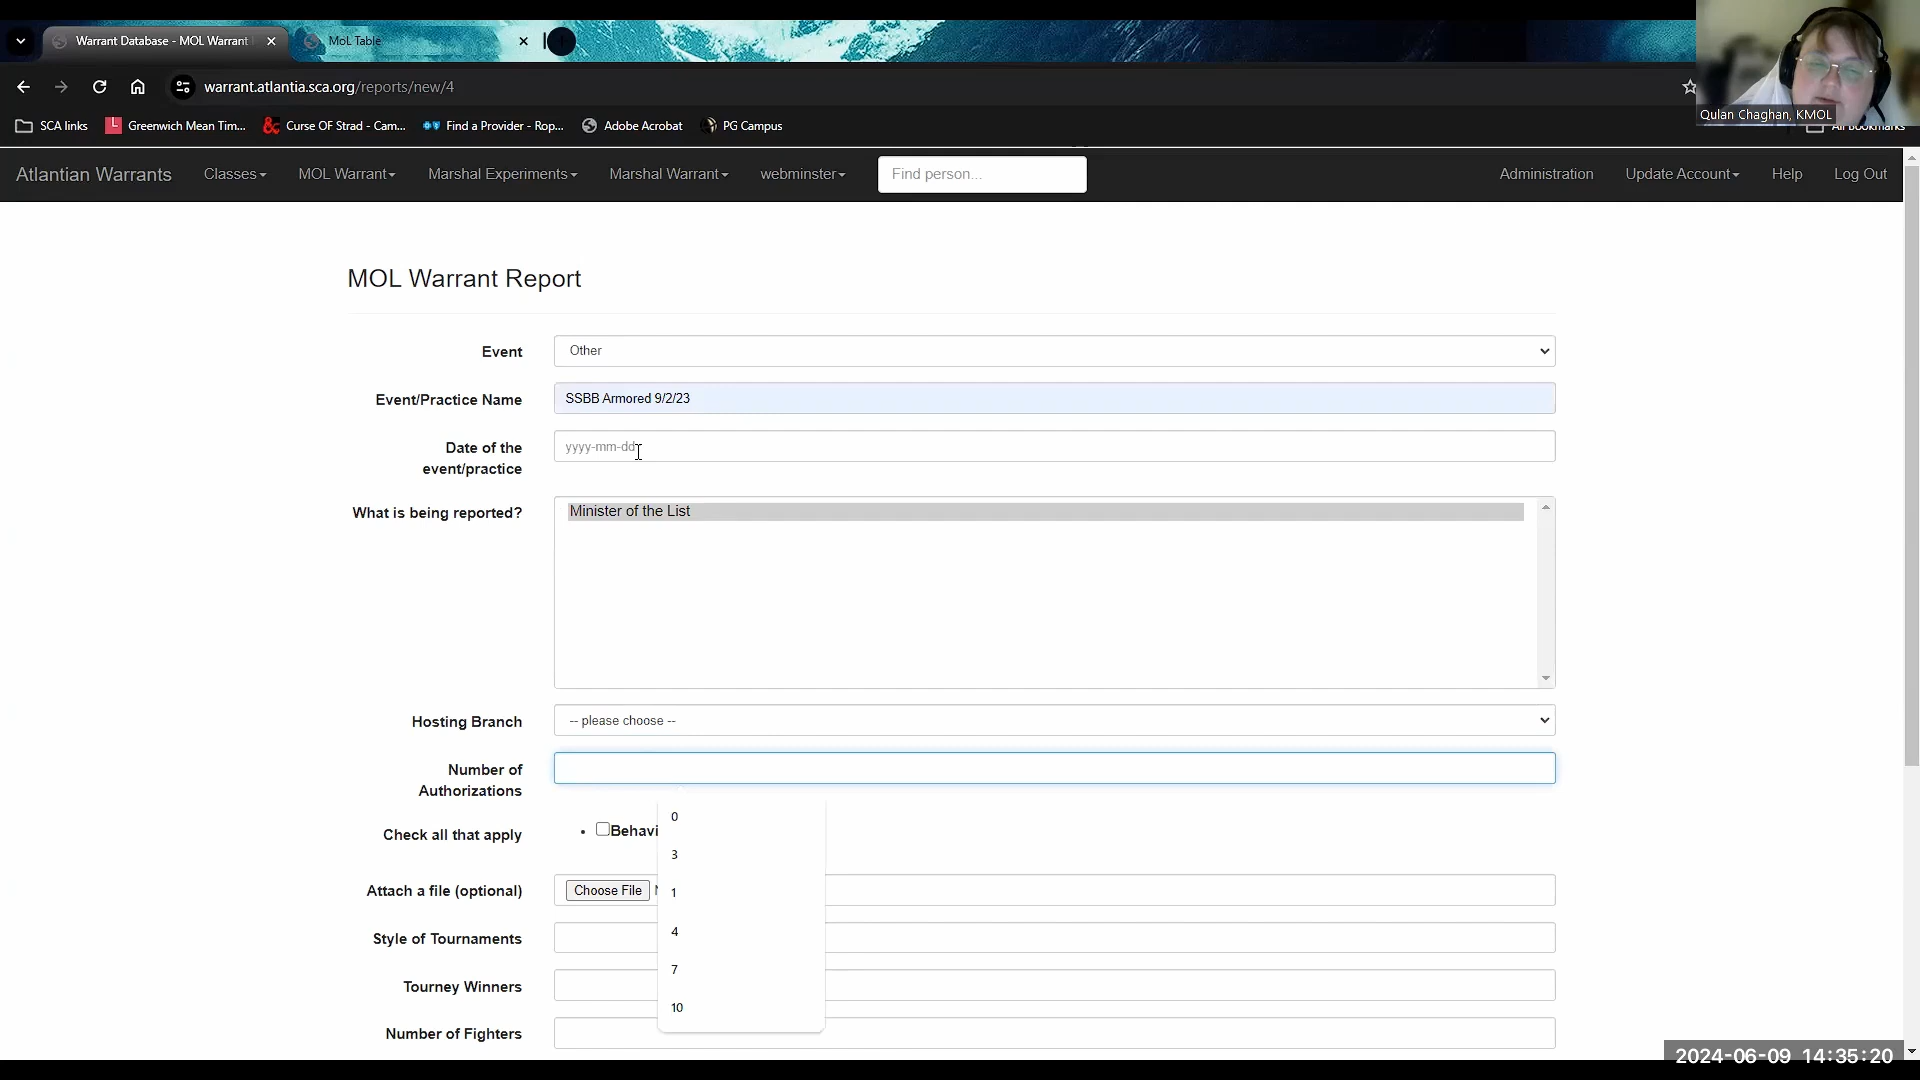 Warrant Database - MOL Warrant
MoL Table
warrant.atlantia.sca.org/reports/new/4
SCA links
Greenwich Mean Tim...
Curse OF Strad - Cam...
Find a Provider - Rop...
Adobe Acrobat
PG Campus
All Bookmarks
Qulan Chaghan, KMOL
Atlantian Warrants
Classes
MOL Warrant
Marshal Experiments
Marshal Warrant
webminster
Find person...
Administration
Update Account
Help
Log Out
MOL Warrant Report
Event
Other
Event/Practice Name
SSBB Armored 9/2/23
Date of the
event/practice
yyyy-mm-dd
What is being reported?
Minister of the List
Hosting Branch
-- please choose --
Number of
Authorizations
0
3
1
4
7
10
Check all that apply
Behavi
Attach a file (optional)
Choose File
Style of Tournaments
Tourney Winners
Number of Fighters
2024-06-09 14:35:20